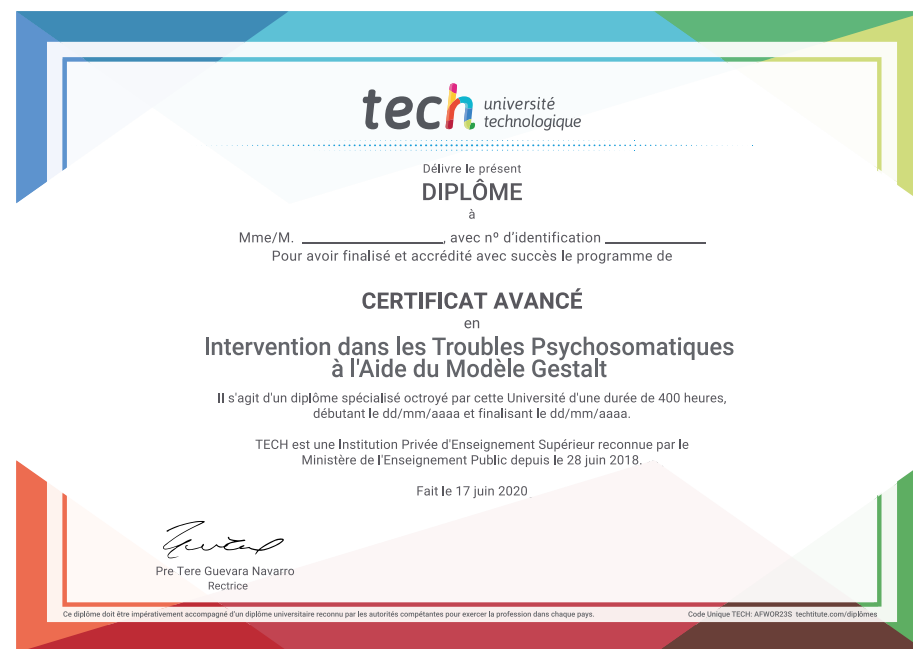 tech université
technologique
Délivre le présent
DIPLÔME
à
Mme/M. ____________________, avec nº d'identification ______________
Pour avoir finalisé et accrédité avec succès le programme de
CERTIFICAT AVANCÉ
en
Intervention dans les Troubles Psychosomatiques
à l'Aide du Modèle Gestalt
Il s'agit d'un diplôme spécialisé octroyé par cette Université d'une durée de 400 heures,
débutant le dd/mm/aaaa et finalisant le dd/mm/aaaa.
TECH est une Institution Privée d'Enseignement Supérieur reconnue par le
Ministère de l'Enseignement Public depuis le 28 juin 2018.
Fait le 17 juin 2020
Pre Tere Guevara Navarro
Rectrice
Ce diplôme doit être impérativement accompagné d'un diplôme universitaire reconnu par les autorités compétentes pour exercer la profession dans chaque pays.
Code Unique TECH: AFWOR23S techtitute.com/diplômes